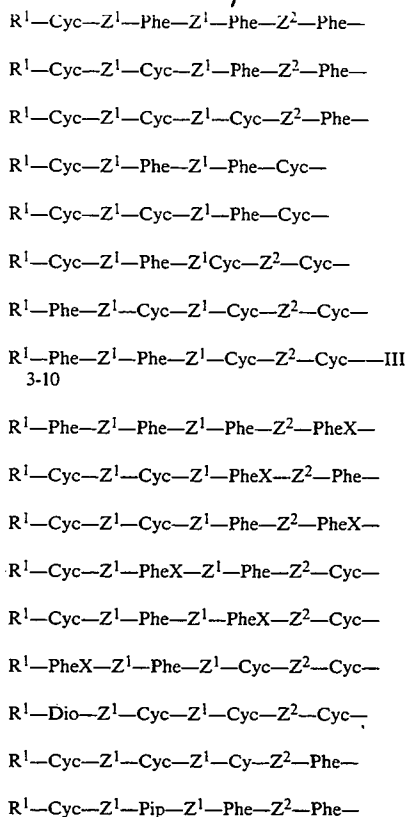 R¹—Cyc—Z¹—Phe—Z¹—Phe—Z²—Phe—
R¹—Cyc—Z¹—Cyc—Z¹—Phe—Z²—Phe—
R¹—Cyc—Z¹—Cyc—Z¹—Cyc—Z²—Phe—
R¹—Cyc—Z¹—Phe—Z¹—Phe—Cyc—
R¹—Cyc—Z¹—Cyc—Z¹—Phe—Cyc—
R¹—Cyc—Z¹—Phe—Z¹Cyc—Z²—Cyc—
R¹—Phe—Z¹—Cyc—Z¹—Cyc—Z²—Cyc—
R¹—Phe—Z¹—Phe—Z¹—Cyc—Z²—Cyc——III
3-10
R¹—Phe—Z¹—Phe—Z¹—Phe—Z²—PheX—
R¹—Cyc—Z¹—Cyc—Z¹—PheX—Z²—Phe—
R¹—Cyc—Z¹—Cyc—Z¹—Phe—Z²—PheX—
R¹—Cyc—Z¹—PheX—Z¹—Phe—Z²—Cyc—
R¹—Cyc—Z¹—Phe—Z¹—PheX—Z²—Cyc—
R¹—PheX—Z¹—Phe—Z¹—Cyc—Z²—Cyc—
R¹—Dio—Z¹—Cyc—Z¹—Cyc—Z²—Cyc—
R¹—Cyc—Z¹—Cyc—Z¹—Cy—Z²—Phe—
R¹—Cyc—Z¹—Pip—Z¹—Phe—Z²—Phe—